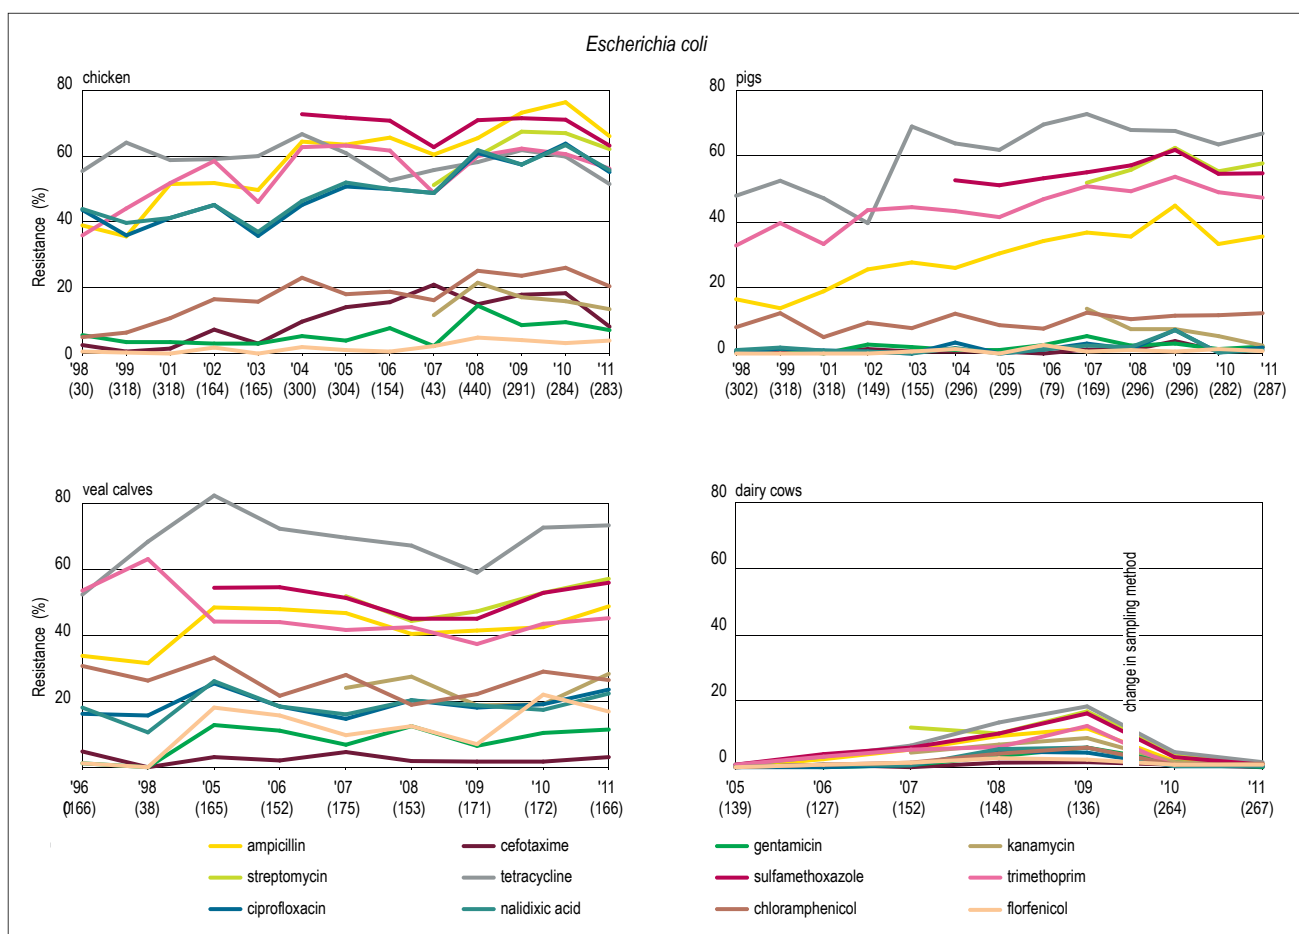 Escherichia coli
chicken
Resistance (%)
80
60
40
20
0
'98 '99 '01 '02 '03 '04 '05 '06 '07 '08 '09 '10 '11
(30) (318) (318) (164) (165) (300) (304) (154) (43) (440) (291) (284) (283)
pigs
80
60
40
20
0
'98 '99 '01 '02 '03 '04 '05 '06 '07 '08 '09 '10 '11
(302) (318) (318) (149) (155) (296) (299) (79) (169) (296) (296) (282) (287)
veal calves
Resistance (%)
80
60
40
20
0
'96 '98 '05 '06 '07 '08 '09 '10 '11
(166) (38) (165) (152) (175) (153) (171) (172) (166)
dairy cows
80
60
40
20
0
change in sampling method
'05 '06 '07 '08 '09 '10 '11
(139) (127) (152) (148) (136) (264) (267)
ampicillin cefotaxime gentamicin kanamycin
streptomycin tetracycline sulfamethoxazole trimethoprim
ciprofloxacin nalidixic acid chloramphenicol florfenicol